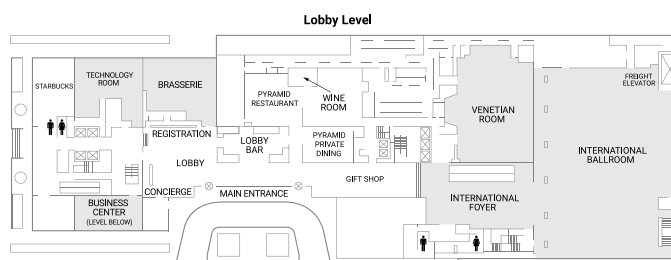 Lobby Level
STARBUCKS
TECHNOLOGY
ROOM
BRASSERIE
PYRAMID
RESTAURANT
WINE
ROOM
VENETIAN
ROOM
FREIGHT
ELEVATOR
REGISTRATION
LOBBY
BAR
PYRAMID
PRIVATE
DINING
INTERNATIONAL
BALLROOM
LOBBY
GIFT SHOP
CONCIERGE
MAIN ENTRANCE
BUSINESS
CENTER
(LEVEL BELOW)
INTERNATIONAL
FOYER